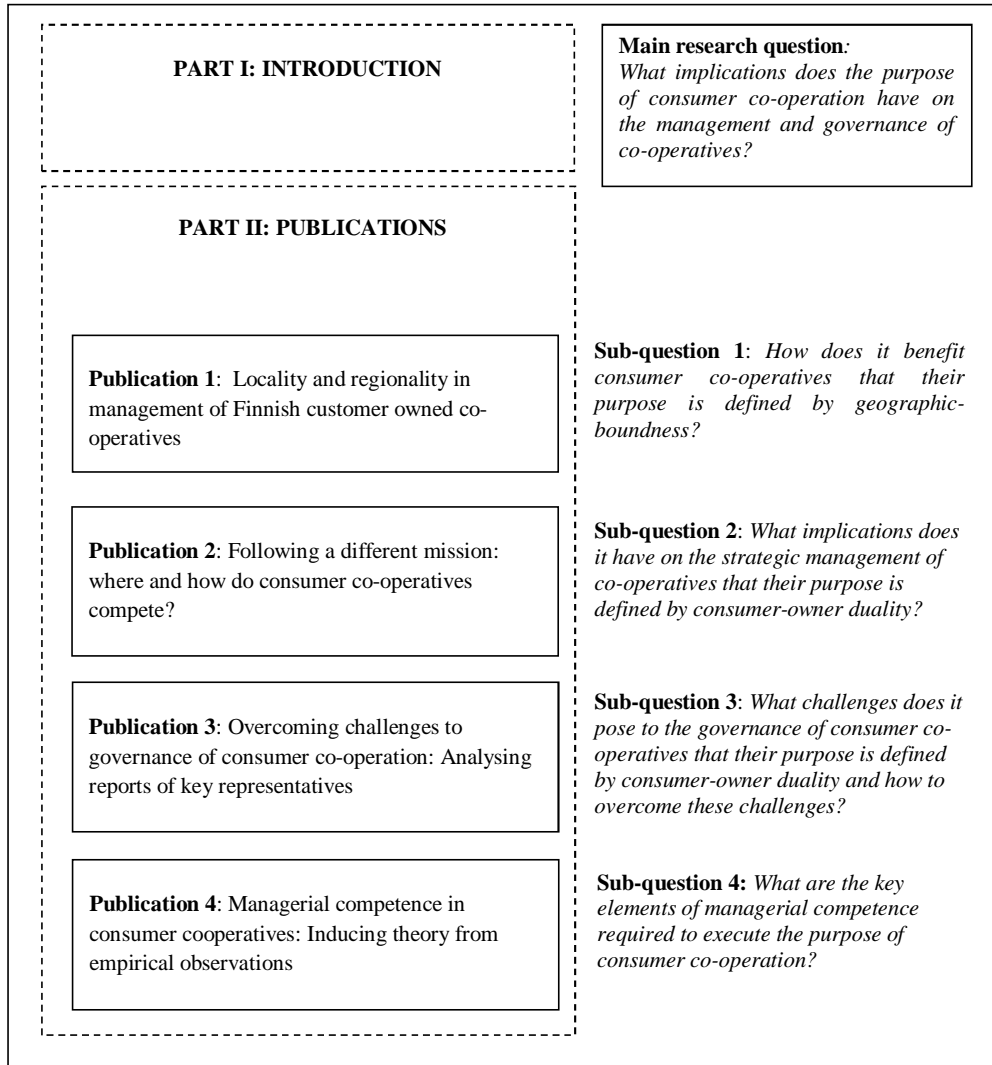 PART I: INTRODUCTION
Main research question:
What implications does the purpose
of consumer co-operation have on
the management and governance of
co-operatives?
PART II: PUBLICATIONS
Publication 1:  Locality and regionality in
management of Finnish customer owned co-
operatives
Sub-question 1: How does it benefit
consumer co-operatives that their
purpose is defined by geographic-
boundness?
Publication 2: Following a different mission:
where and how do consumer co-operatives
compete?
Sub-question 2: What implications does
it have on the strategic management of
co-operatives that their purpose is
defined by consumer-owner duality?
Publication 3: Overcoming challenges to
governance of consumer co-operation: Analysing
reports of key representatives
Sub-question 3: What challenges does it
pose to the governance of consumer co-
operatives that their purpose is defined
by consumer-owner duality and how to
overcome these challenges?
Publication 4: Managerial competence in
consumer cooperatives: Inducing theory from
empirical observations
Sub-question 4: What are the key
elements of managerial competence
required to execute the purpose of
consumer co-operation?